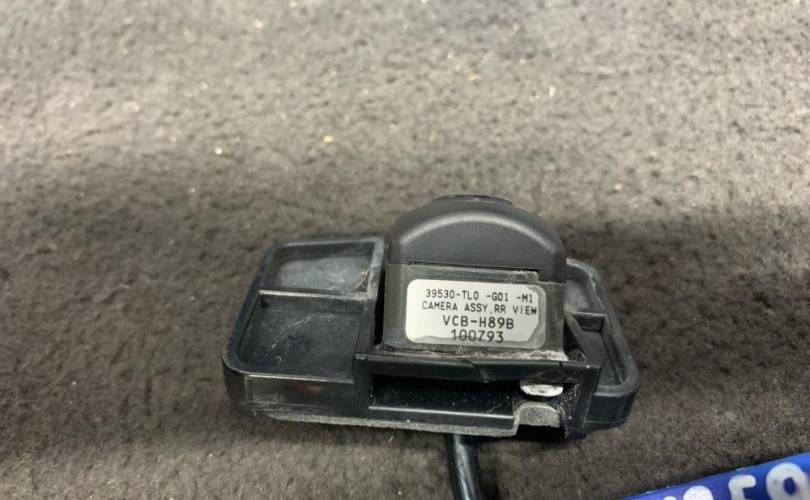 39530-TL0 -G01 -M1
CAMERA ASSY,RR VIEW
VCB-H89B
100793